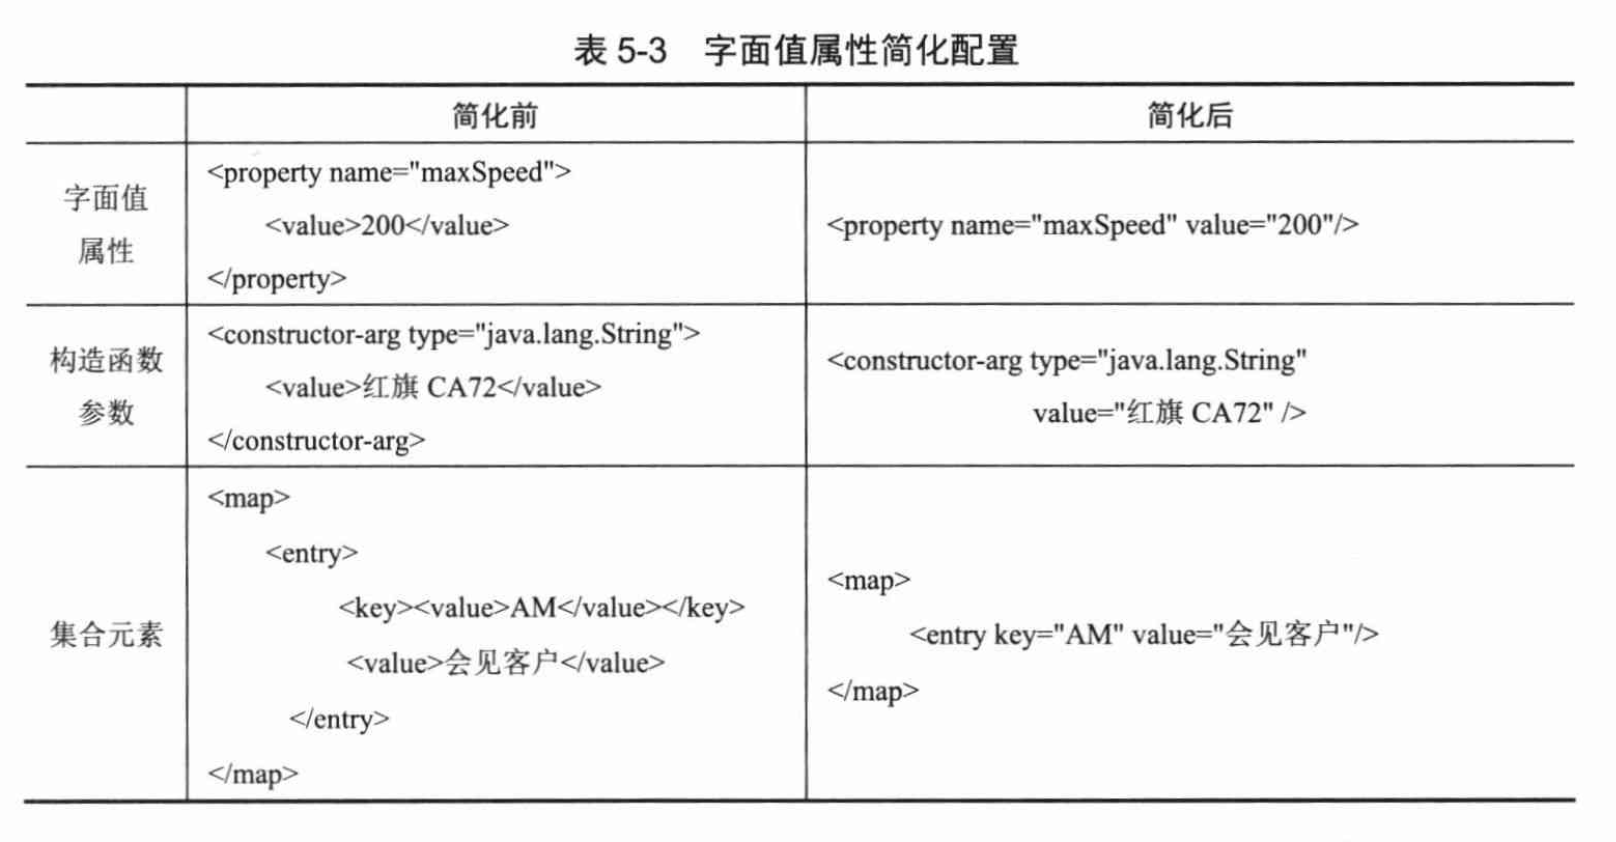 表 5-3 字面值属性简化配置
简化前
简化后
字面值
属性
<property name="maxSpeed">
<value>200</value>
</property>
<property name="maxSpeed" value="200"/>
构造函数
参数
<constructor-arg type="java.lang.String">
<value>红旗 CA72</value>
</constructor-arg>
<constructor-arg type="java.lang.String"
value="红旗 CA72" />
集合元素
<map>
<entry>
<key><value>AM</value></key>
<value>会见客户</value>
</entry>
</map>
<map>
<entry key="AM" value="会见客户"/>
</map>